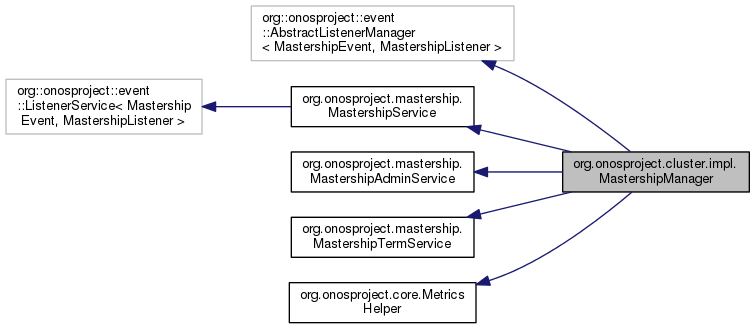 org::onosproject::event
::AbstractListenerManager
< MastershipEvent, MastershipListener >
org::onosproject::event
::ListenerService< Mastership
Event, MastershipListener >
org.onosproject.mastership.
MastershipService
org.onosproject.mastership.
MastershipAdminService
org.onosproject.cluster.impl.
MastershipManager
org.onosproject.mastership.
MastershipTermService
org.onosproject.core.Metrics
Helper